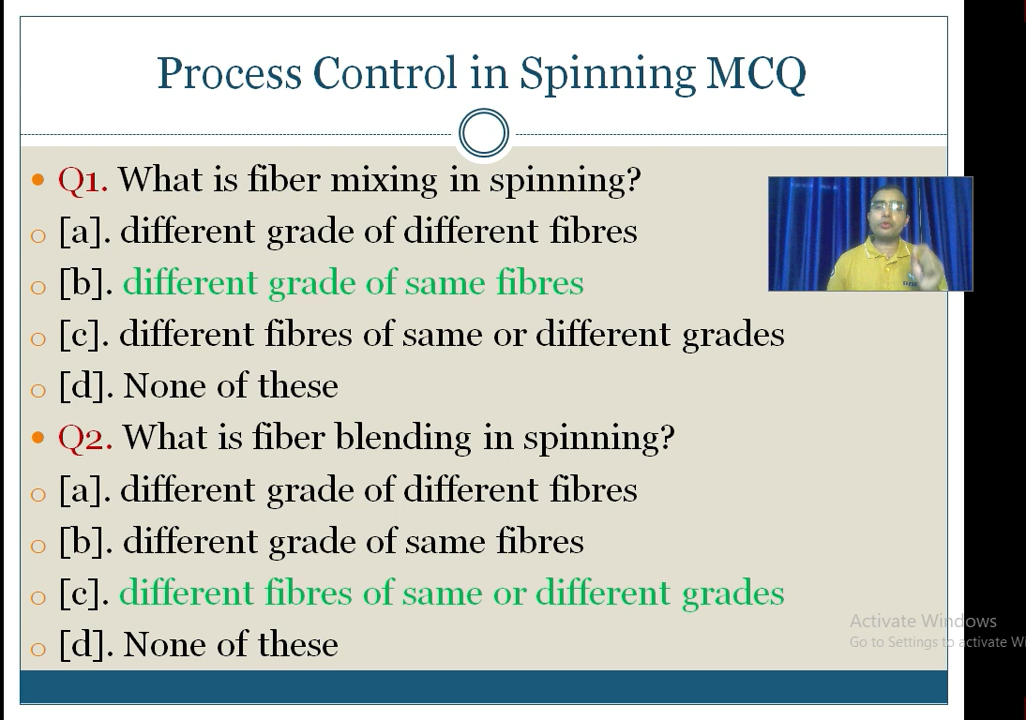 Process Control in Spinning MCQ
Q1. What is fiber mixing in spinning?
[a]. different grade of different fibres
[b]. different grade of same fibres
[c]. different fibres of same or different grades
[d]. None of these
Q2. What is fiber blending in spinning?
[a]. different grade of different fibres
[b]. different grade of same fibres
[c]. different fibres of same or different grades
[d]. None of these
Activate Windows
Go to Settings to activate Wi